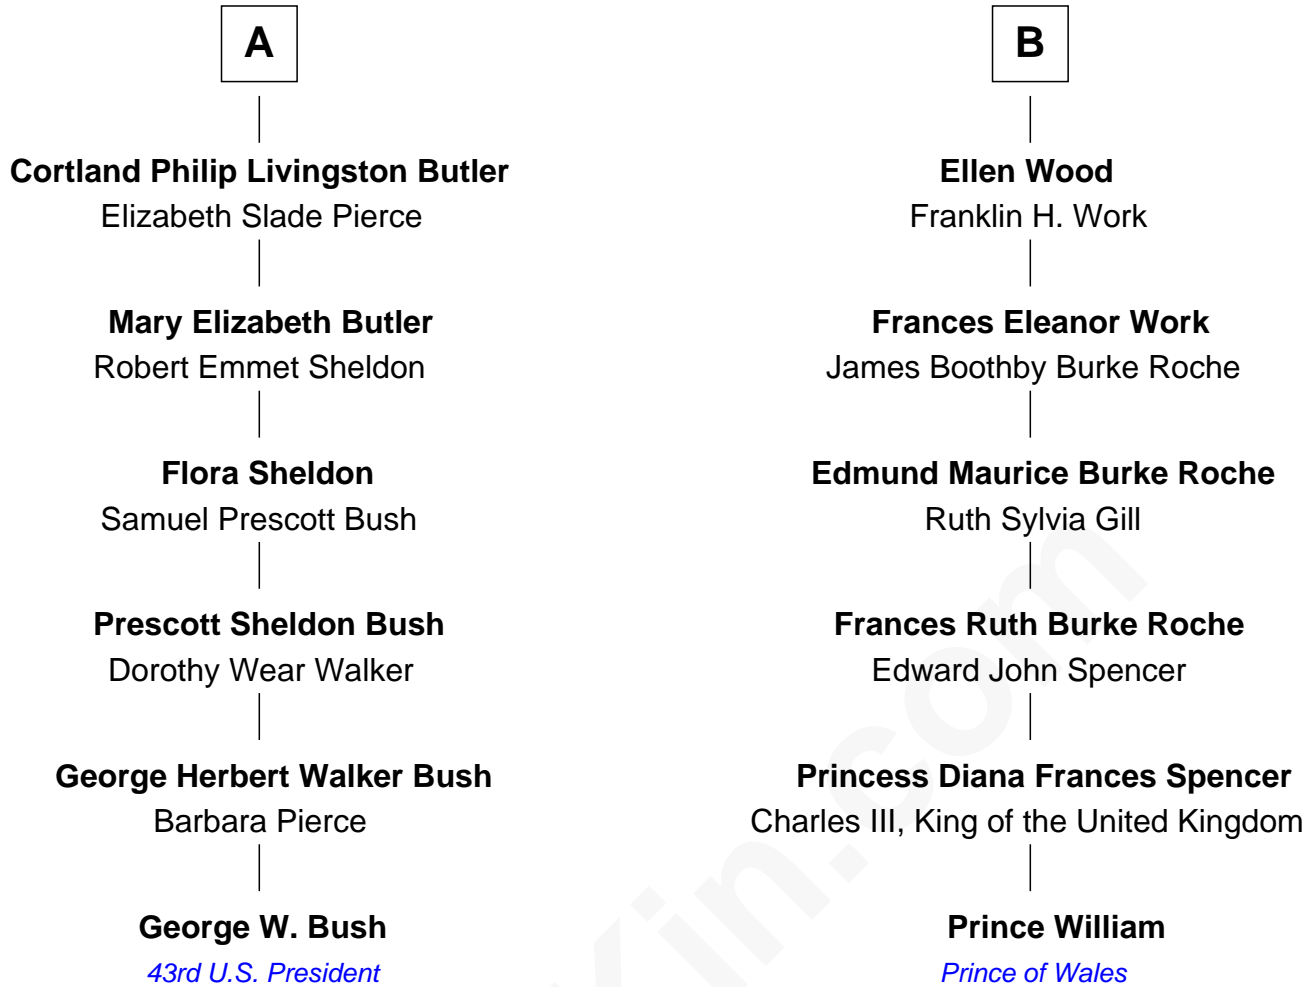 A
Cortland Philip Livingston Butler
Elizabeth Slade Pierce
Mary Elizabeth Butler
Robert Emmet Sheldon
Flora Sheldon
Samuel Prescott Bush
Prescott Sheldon Bush
Dorothy Wear Walker
George Herbert Walker Bush
Barbara Pierce
George W. Bush
43rd U.S. President
B
Ellen Wood
Franklin H. Work
Frances Eleanor Work
James Boothby Burke Roche
Edmund Maurice Burke Roche
Ruth Sylvia Gill
Frances Ruth Burke Roche
Edward John Spencer
Princess Diana Frances Spencer
Charles III, King of the United Kingdom
Prince William
Prince of Wales